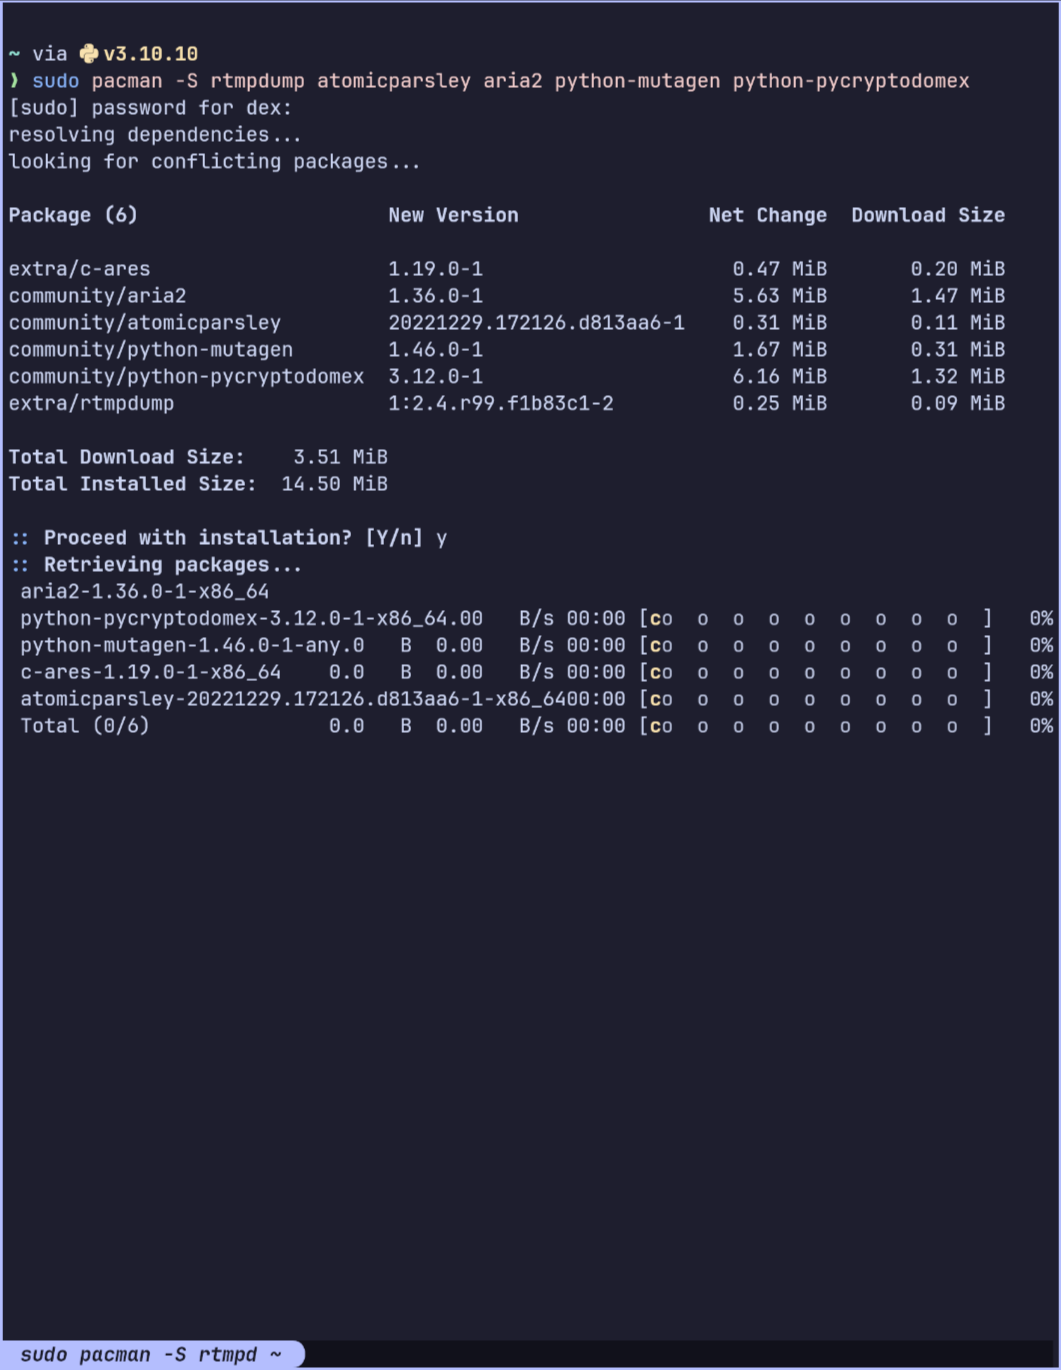 ~ via v3.10.10
❯ sudo pacman -S rtmpdump atomicparsley aria2 python-mutagen python-pycryptodomex
[sudo] password for dex:
resolving dependencies...
looking for conflicting packages...
Package (6) New Version Net Change Download Size
extra/c-ares 1.19.0-1 0.47 MiB 0.20 MiB
community/aria2 1.36.0-1 5.63 MiB 1.47 MiB
community/atomicparsley 20221229.172126.d813aa6-1 0.31 MiB 0.11 MiB
community/python-mutagen 1.46.0-1 1.67 MiB 0.31 MiB
community/python-pycryptodomex 3.12.0-1 6.16 MiB 1.32 MiB
extra/rtmpdump 1:2.4.r99.f1b83c1-2 0.25 MiB 0.09 MiB
Total Download Size: 3.51 MiB
Total Installed Size: 14.50 MiB
:: Proceed with installation? [Y/n] y
:: Retrieving packages...
aria2-1.36.0-1-x86_64
python-pycryptodomex-3.12.0-1-x86_64.00 B/s 00:00 [co o o o o o o o o ] 0%
python-mutagen-1.46.0-1-any.0 B 0.00 B/s 00:00 [co o o o o o o o o ] 0%
c-ares-1.19.0-1-x86_64 0.0 B 0.00 B/s 00:00 [co o o o o o o o o ] 0%
atomicparsley-20221229.172126.d813aa6-1-x86_6400:00 [co o o o o o o o o ] 0%
Total (0/6) 0.0 B 0.00 B/s 00:00 [co o o o o o o o o ] 0%
sudo pacman -S rtmpd ~